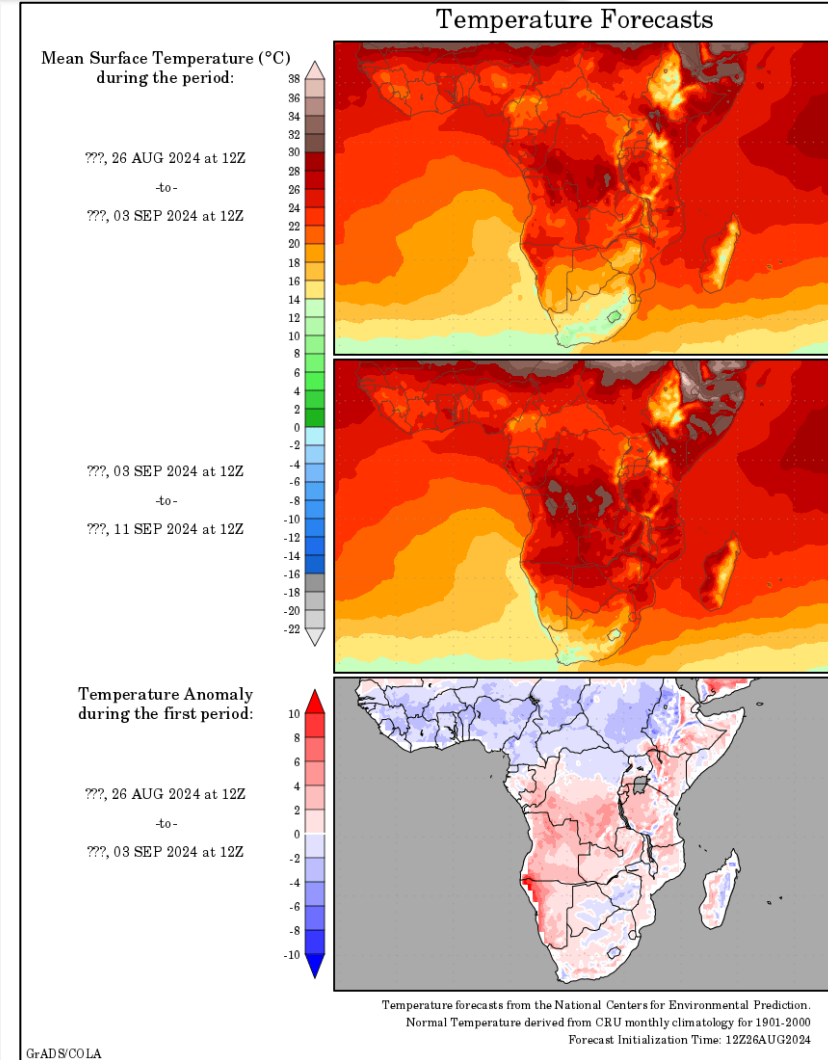 Temperature Forecasts
Mean Surface Temperature (°C)
during the period:
???, 26 AUG 2024 at 12Z
-to-
???, 03 SEP 2024 at 12Z
38
36
34
32
30
28
26
24
22
20
18
16
14
12
10
8
6
4
2
0
-2
-4
-6
-8
-10
-12
-14
-16
-18
-20
-22
???, 03 SEP 2024 at 12Z
-to-
???, 11 SEP 2024 at 12Z
Temperature Anomaly
during the first period:
???, 26 AUG 2024 at 12Z
-to-
???, 03 SEP 2024 at 12Z
10
8
6
4
2
0
-2
-4
-6
-8
-10
Temperature forecasts from the National Centers for Environmental Prediction.
Normal Temperature derived from CRU monthly climatology for 1901-2000
Forecast Initialization Time: 12Z26AUG2024
GrADS/COLA